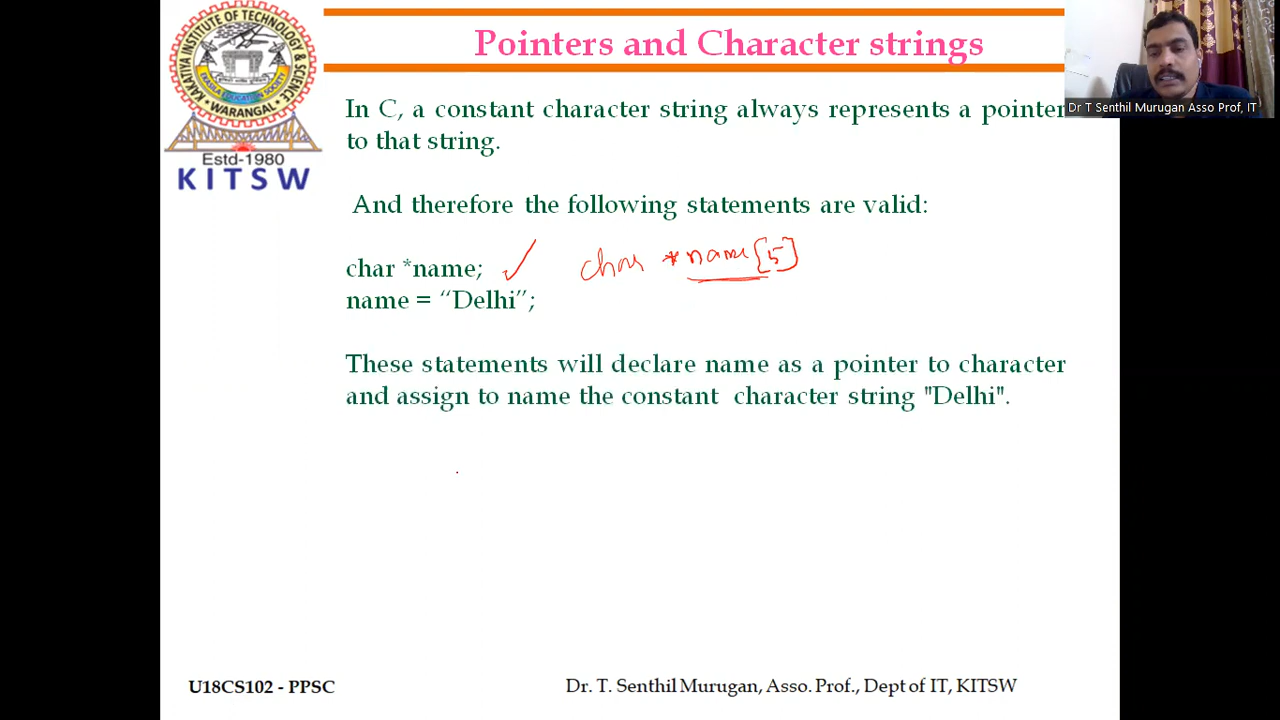 KAKATIYA INSTITUTE OF TECHNOLOGY & SCIENCE
WARANGAL
Estd-1980
KITSW
Pointers and Character strings
Dr T Senthil Murugan Asso Prof, IT
In C, a constant character string always represents a pointer
to that string.
And therefore the following statements are valid:
char *name;
char *name[5]
name = “Delhi”;
These statements will declare name as a pointer to character
and assign to name the constant character string "Delhi".
U18CS102 - PPSC
Dr. T. Senthil Murugan, Asso. Prof., Dept of IT, KITSW